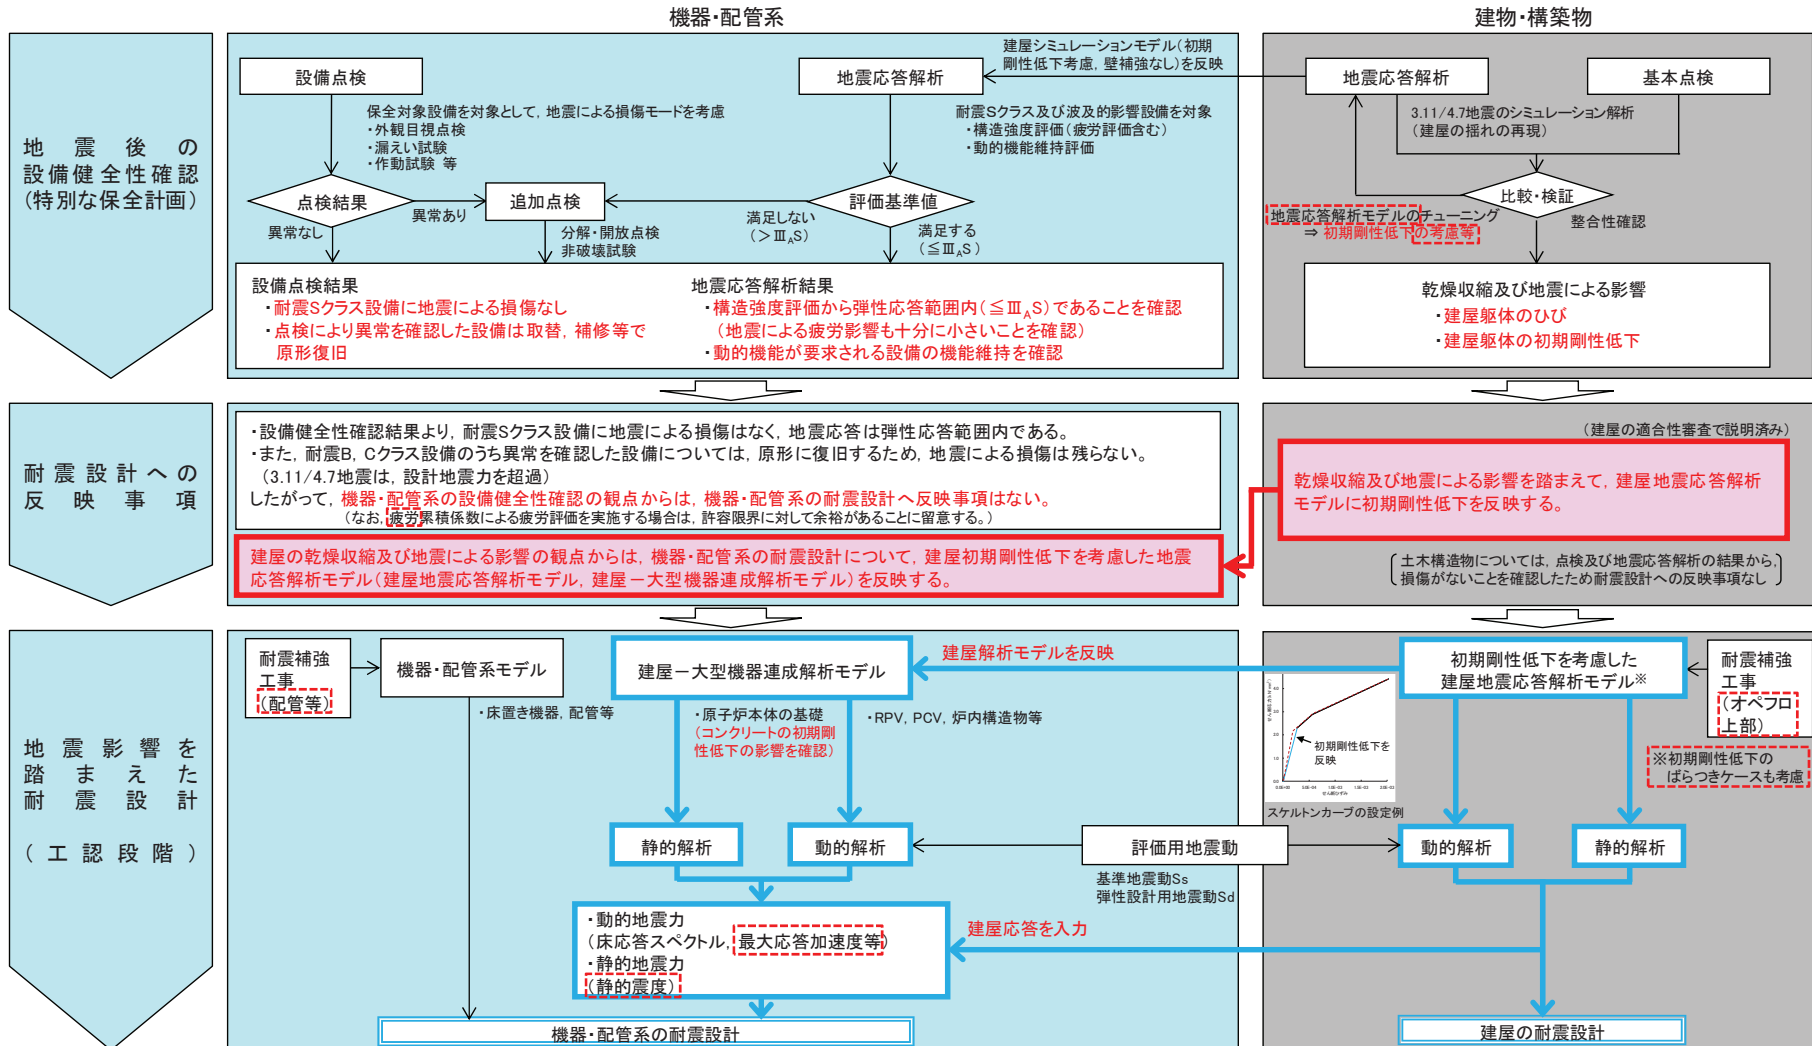 機器・配管系
建物・構築物
地震後の
設備健全性確認
(特別な保全計画)
設備点検
保全対象設備を対象として, 地震による損傷モードを考慮
・外観目視点検
・漏えい試験
・作動試験 等
点検結果
異常あり
異常なし
追加点検
分解・開放点検
非破壊試験
建屋シミュレーションモデル(初期
剛性低下考慮, 壁補強なし)を反映
地震応答解析
耐震Sクラス及び波及的影響設備を対象
・構造強度評価(疲労評価含む)
・動的機能維持評価
評価基準値
満足しない
(>ⅢAS)
満足する
(≦ⅢAS)
設備点検結果
・耐震Sクラス設備に地震による損傷なし
・点検により異常を確認した設備は取替, 補修等で
原形復旧
地震応答解析結果
・構造強度評価から弾性応答範囲内(≦ⅢAS)であることを確認
(地震による疲労影響も十分に小さいことを確認)
・動的機能が要求される設備の機能維持を確認
地震応答解析
基本点検
3.11/4.7地震のシミュレーション解析
(建屋の揺れの再現)
比較・検証
地震応答解析モデルのチューニング
⇒ 初期剛性低下の考慮等
整合性確認
乾燥収縮及び地震による影響
・建屋躯体のひび
・建屋躯体の初期剛性低下
耐震設計への
反映事項
・設備健全性確認結果より, 耐震Sクラス設備に地震による損傷はなく, 地震応答は弾性応答範囲内である。
・また, 耐震B, Cクラス設備のうち異常を確認した設備については, 原形に復旧するため, 地震による損傷は残らない。
(3.11/4.7地震は, 設計地震力を超過)
したがって, 機器・配管系の設備健全性確認の観点からは, 機器・配管系の耐震設計へ反映事項はない。
(なお, 疲労累積係数による疲労評価を実施する場合は, 許容限界に対して余裕があることに留意する。)
建屋の乾燥収縮及び地震による影響の観点からは, 機器・配管系の耐震設計について, 建屋初期剛性低下を考慮した地震
応答解析モデル(建屋地震応答解析モデル, 建屋－大型機器連成解析モデル)を反映する。
(建屋の適合性審査で説明済み)
乾燥収縮及び地震による影響を踏まえて, 建屋地震応答解析
モデルに初期剛性低下を反映する。
土木構造物については, 点検及び地震応答解析の結果から,
損傷がないことを確認したため耐震設計への反映事項なし
地震影響を
踏まえた
耐震設計
(工認段階)
耐震補強
工事
(配管等)
機器・配管系モデル
・床置き機器, 配管等
建屋－大型機器連成解析モデル
・原子炉本体の基礎
(コンクリートの初期剛
性低下の影響を確認)
・RPV, PCV, 炉内構造物等
建屋解析モデルを反映
初期剛性低下を考慮した
建屋地震応答解析モデル※
耐震補強
工事
(オペフロ
上部)
※初期剛性低下の
ばらつきケースも考慮
初期剛性低下を
反映
スケルトンカーブの設定例
静的解析
動的解析
評価用地震動
基準地震動Ss
弾性設計用地震動Sd
動的解析
静的解析
・動的地震力
(床応答スペクトル, 最大応答加速度等)
・静的地震力
(静的震度)
建屋応答を入力
機器・配管系の耐震設計
建屋の耐震設計